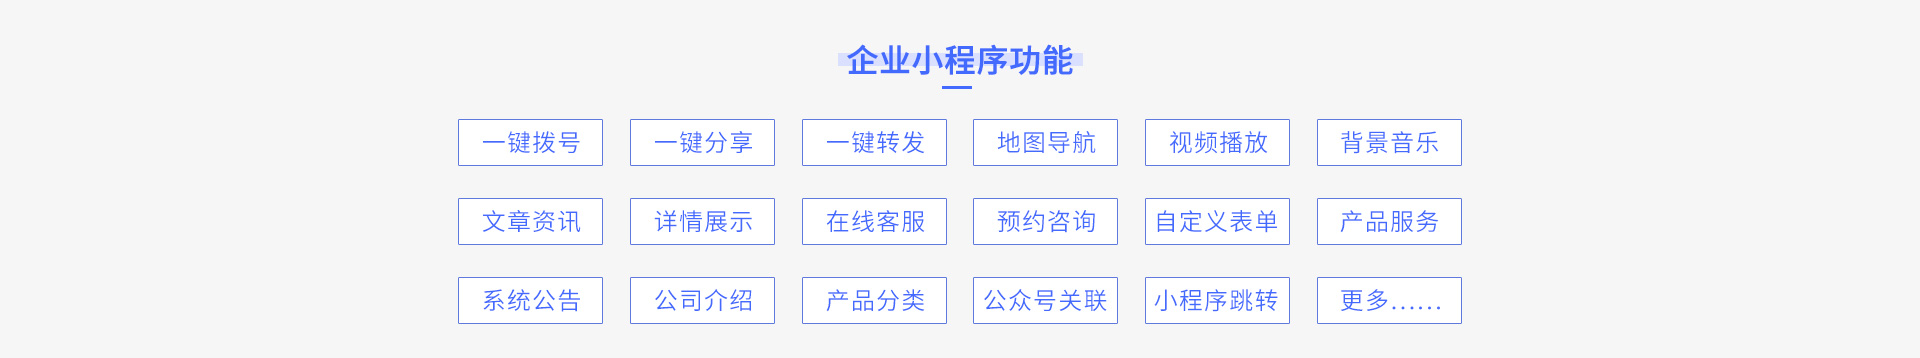 企业小程序功能
一键拨号 一键分享 一键转发 地图导航 视频播放 背景音乐
文章资讯 详情展示 在线客服 预约咨询 自定义表单 产品服务
系统公告 公司介绍 产品分类 公众号关联 小程序跳转 更多......